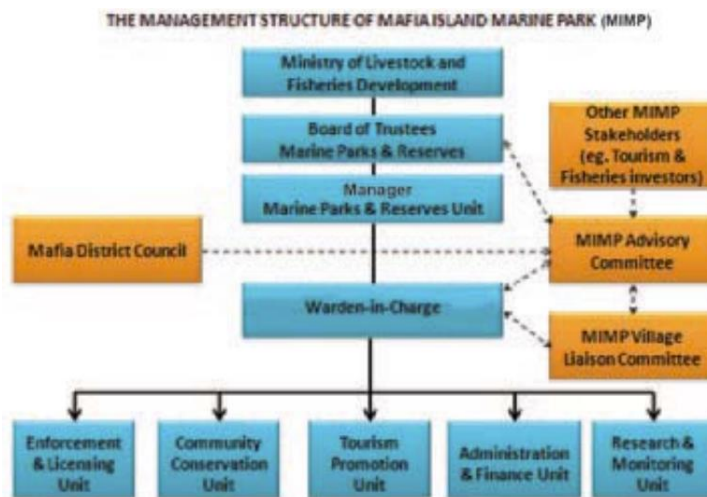 THE MANAGEMENT STRUCTURE OF MAFIA ISLAND MARINE PARK (MIMP)
Ministry of Livestock and
Fisheries Development
Board of Trustees
Marine Parks & Reserves
Other MIMP
Stakeholders
(eg. Tourism &
Fisheries investors)
Manager
Marine Parks & Reserves Unit
Mafia District Council
MIMP Advisory
Committee
Warden-in-Charge
MIMP Village
Liaison Committee
Enforcement
& Licensing
Unit
Community
Conservation
Unit
Tourism
Promotion
Unit
Administration
& Finance Unit
Research &
Monitoring
Unit